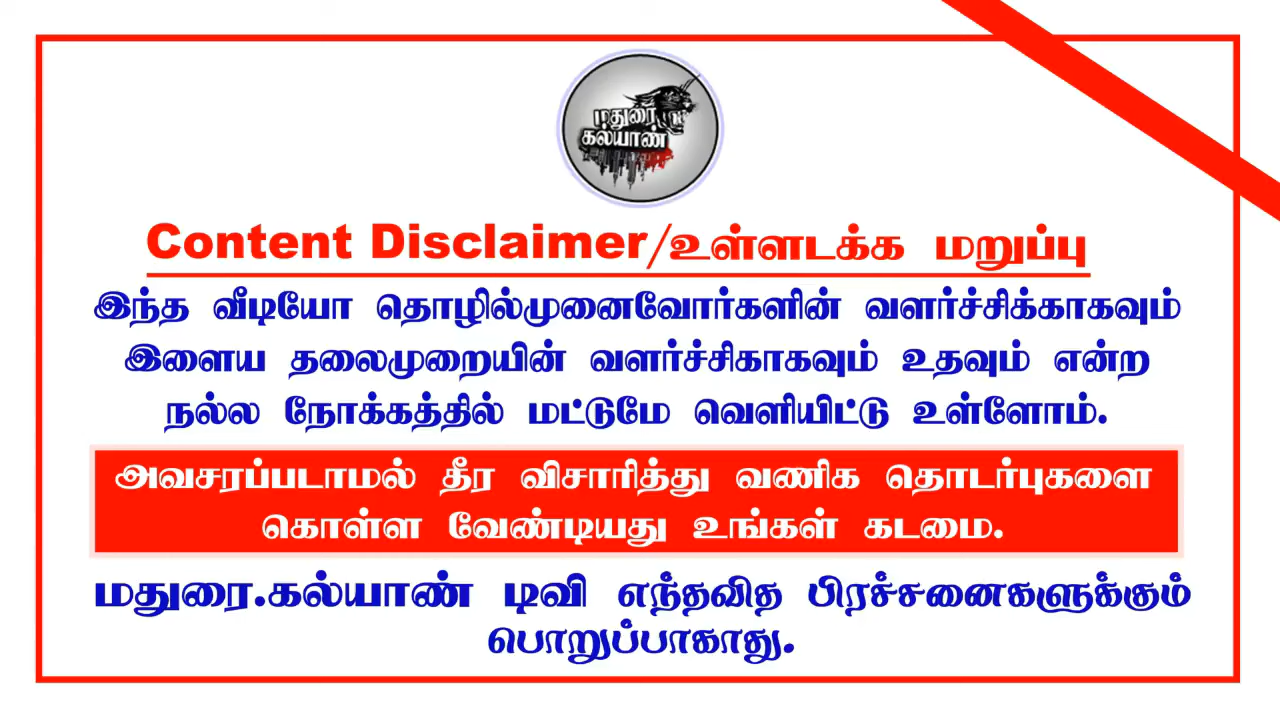 மதுரை
கல்யாண்
Content Disclaimer/உள்ளடக்க மறுப்பு
இந்த வீடியோ தொழில்முனைவோர்களின் வளர்ச்சிக்காகவும்
இளைய தலைமுறையின் வளர்ச்சிகாகவும் உதவும் என்ற
நல்ல நோக்கத்தில் மட்டுமே வெளியிட்டு உள்ளோம்.
அவசரப்படாமல் தீர விசாரித்து வணிக தொடர்புகளை
கொள்ள வேண்டியது உங்கள் கடமை.
மதுரை.கல்யாண் டிவி எந்தவித பிரச்சனைகளுக்கும்
பொறுப்பாகாது.